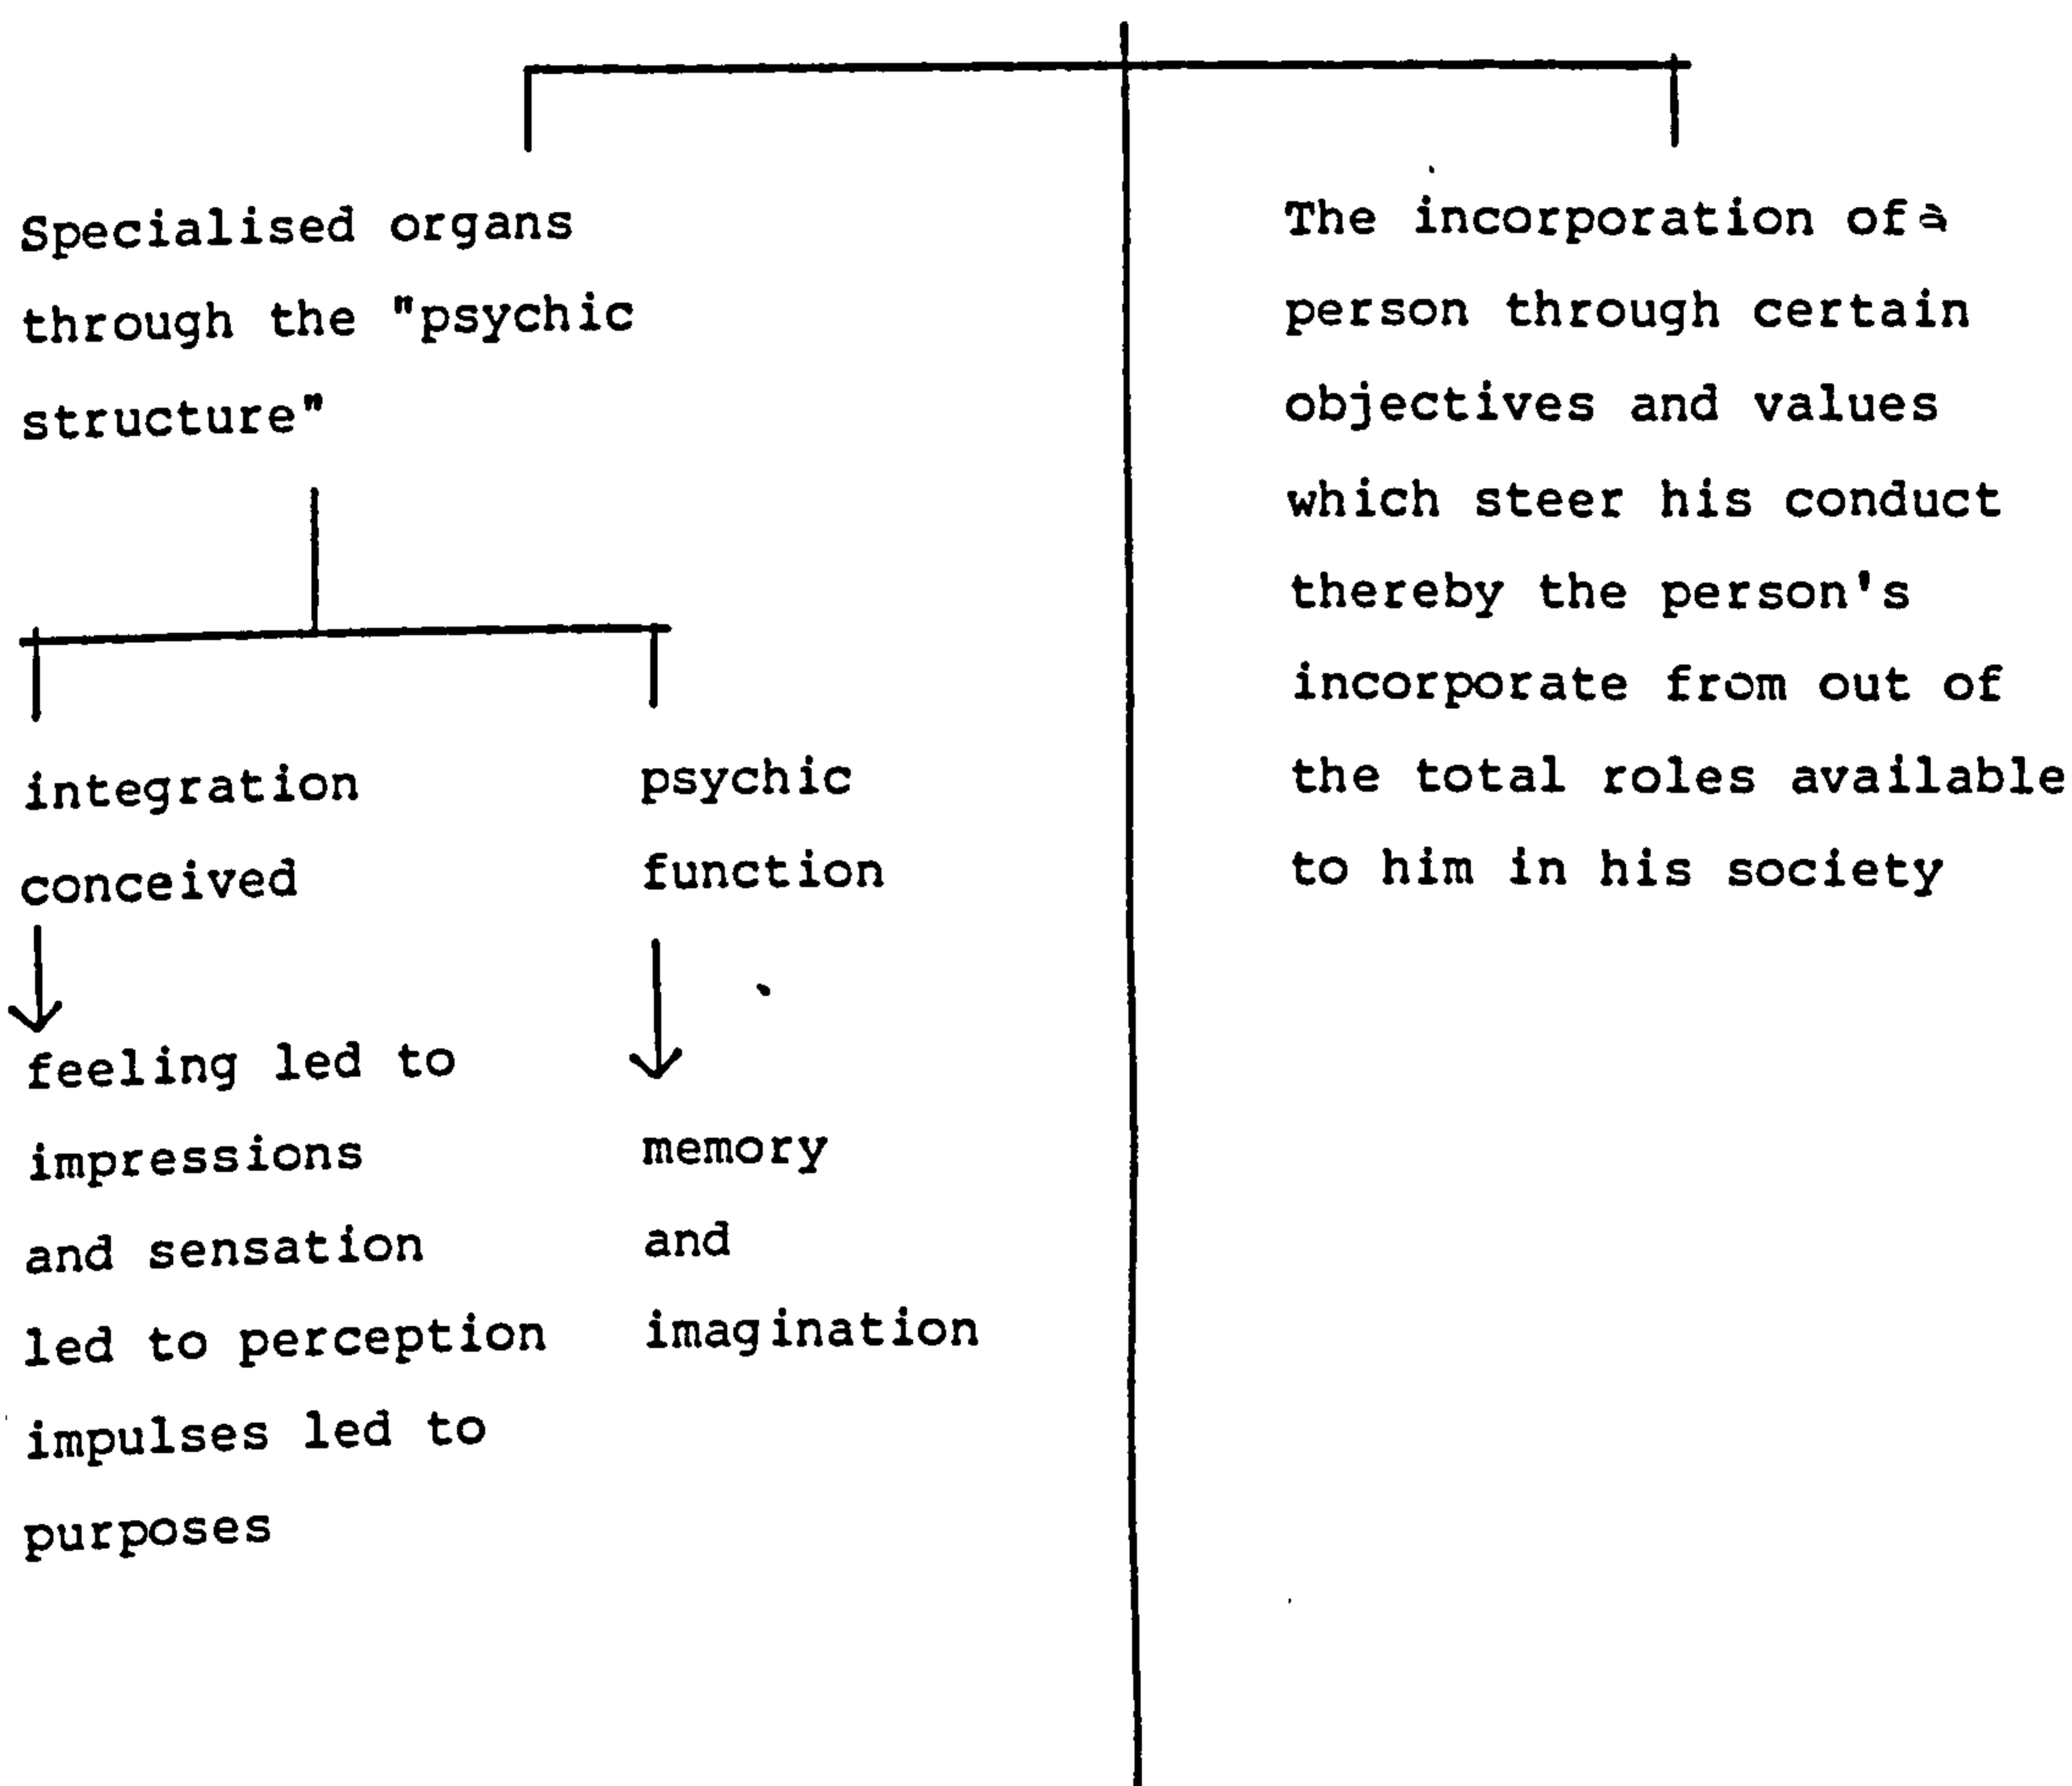 Specialised organs
through the "psychic
structure"
integration
conceived
feeling led to
impressions
and sensation
led to perception
impulses led to
purposes
psychic
function
memory
and
imagination
The incorporation of a
person through certain
objectives and values
which steer his conduct
thereby the person's
incorporate from out of
the total roles available
to him in his society